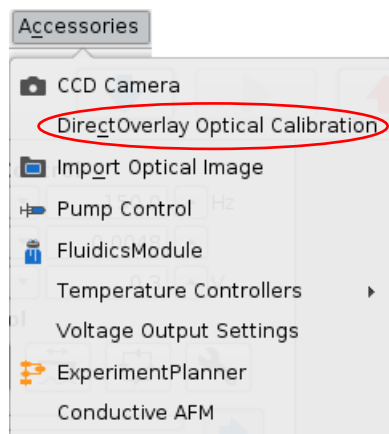 Accessories
CCD Camera
DirectOverlay Optical Calibration
Import Optical Image
Pump Control
FluidicsModule
Temperature Controllers
Voltage Output Settings
ExperimentPlanner
Conductive AFM